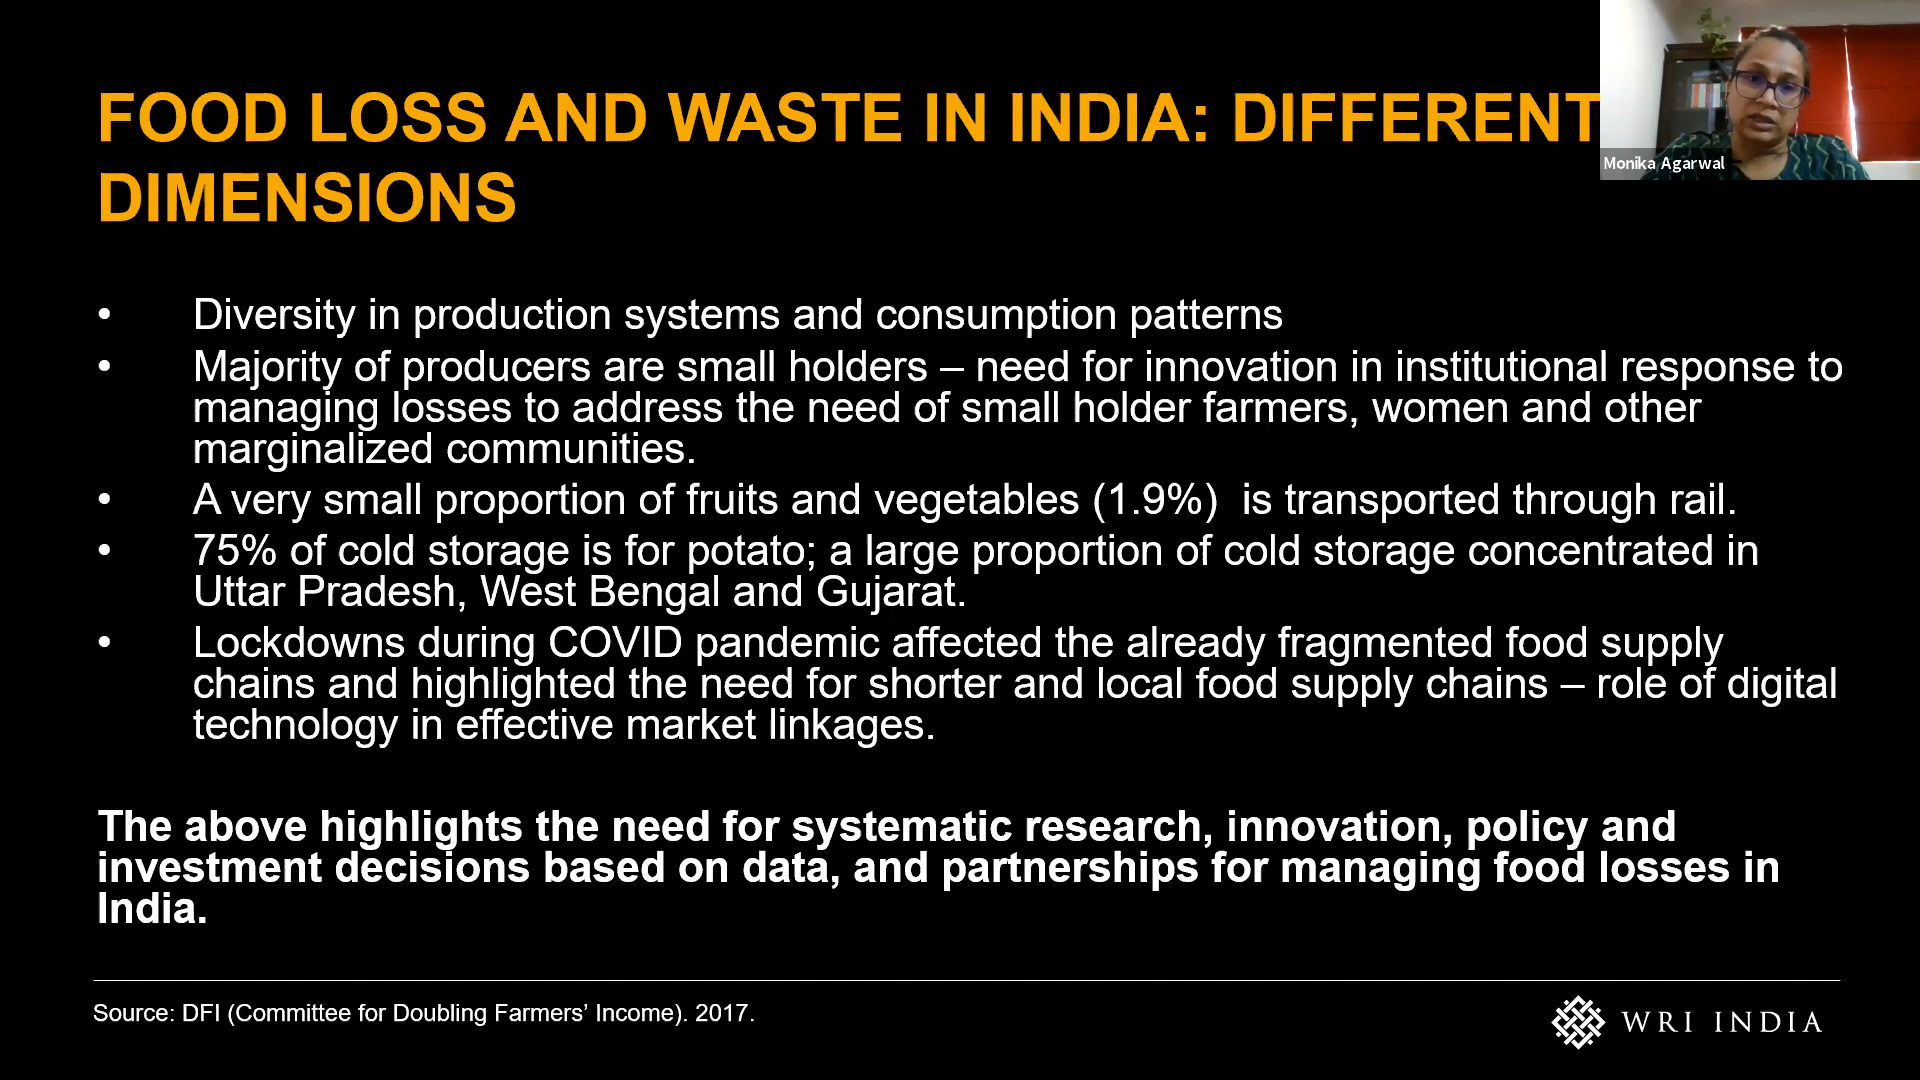 FOOD LOSS AND WASTE IN INDIA: DIFFERENT
DIMENSIONS
Monika Agarwal
• Diversity in production systems and consumption patterns
• Majority of producers are small holders – need for innovation in institutional response to
managing losses to address the need of small holder farmers, women and other
marginalized communities.
• A very small proportion of fruits and vegetables (1.9%)  is transported through rail.
• 75% of cold storage is for potato; a large proportion of cold storage concentrated in
Uttar Pradesh, West Bengal and Gujarat.
• Lockdowns during COVID pandemic affected the already fragmented food supply
chains and highlighted the need for shorter and local food supply chains – role of digital
technology in effective market linkages.
The above highlights the need for systematic research, innovation, policy and
investment decisions based on data, and partnerships for managing food losses in
India.
Source: DFI (Committee for Doubling Farmers’ Income). 2017.
WRI INDIA